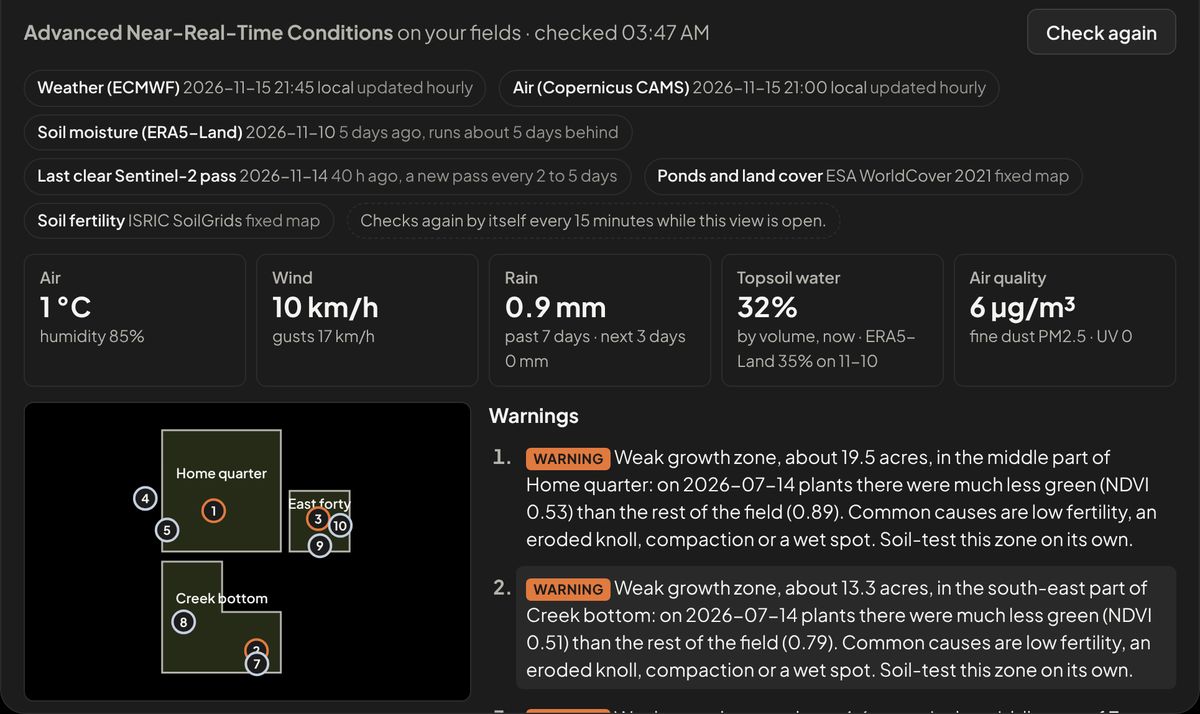 Advanced Near-Real-Time Conditions on your fields · checked 03:47 AM
Check again
Weather (ECMWF) 2026-11-15 21:45 local updated hourly
Air (Copernicus CAMS) 2026-11-15 21:00 local updated hourly
Soil moisture (ERA5-Land) 2026-11-10 5 days ago, runs about 5 days behind
Last clear Sentinel-2 pass 2026-11-14 40 h ago, a new pass every 2 to 5 days
Ponds and land cover ESA WorldCover 2021 fixed map
Soil fertility ISRIC SoilGrids fixed map
Checks again by itself every 15 minutes while this view is open.
Air
1 °C
humidity 85%
Wind
10 km/h
gusts 17 km/h
Rain
0.9 mm
past 7 days · next 3 days
0 mm
Topsoil water
32%
by volume, now · ERA5-
Land 35% on 11-10
Air quality
6 µg/m³
fine dust PM2.5 · UV 0
Home quarter
4
1
5
East forty
3
10
9
Creek bottom
8
2
7
Warnings
1. WARNING Weak growth zone, about 19.5 acres, in the middle part of
Home quarter: on 2026-07-14 plants there were much less green (NDVI
0.53) than the rest of the field (0.89). Common causes are low fertility, an
eroded knoll, compaction or a wet spot. Soil-test this zone on its own.
2. WARNING Weak growth zone, about 13.3 acres, in the south-east part of
Creek bottom: on 2026-07-14 plants there were much less green (NDVI
0.51) than the rest of the field (0.79). Common causes are low fertility, an
eroded knoll, compaction or a wet spot. Soil-test this zone on its own.